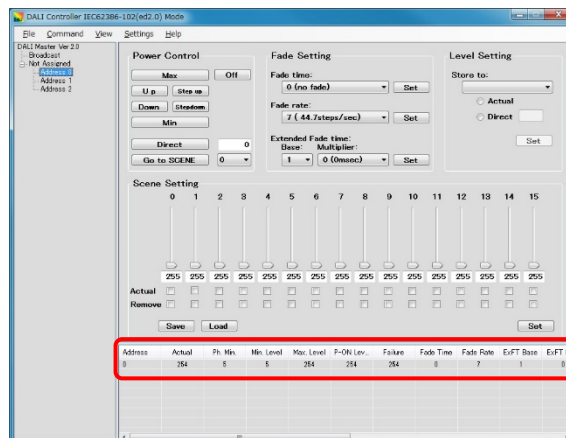 DALI Controller IEC62386-102(ed2.0) Mode
File Command View Settings Help
DALI Master Ver 2.0
Broadcast
Not Assigned
Address 0
Address 1
Address 2
Power Control
Max Off
Up Step up
Down Stepdown
Min
Direct 0
Go to SCENE 0
Fade Setting
Fade time:
0 (no fade) Set
Fade rate:
7 ( 44.7steps/sec) Set
Extended Fade time:
Base: Multiplier:
1 0 (0msec) Set
Level Setting
Store to:
Actual
Direct
Set
Scene Setting
0 1 2 3 4 5 6 7 8 9 10 11 12 13 14 15
255 255 255 255 255 255 255 255 255 255 255 255 255 255 255 255
Actual
Remove
Save Load Set
Address Actual Ph. Min. Min. Level Max. Level P-ON Lev... Failure Fade Time Fade Rate ExFT Base ExFT
0 254 5 5 254 254 254 0 7 1 0